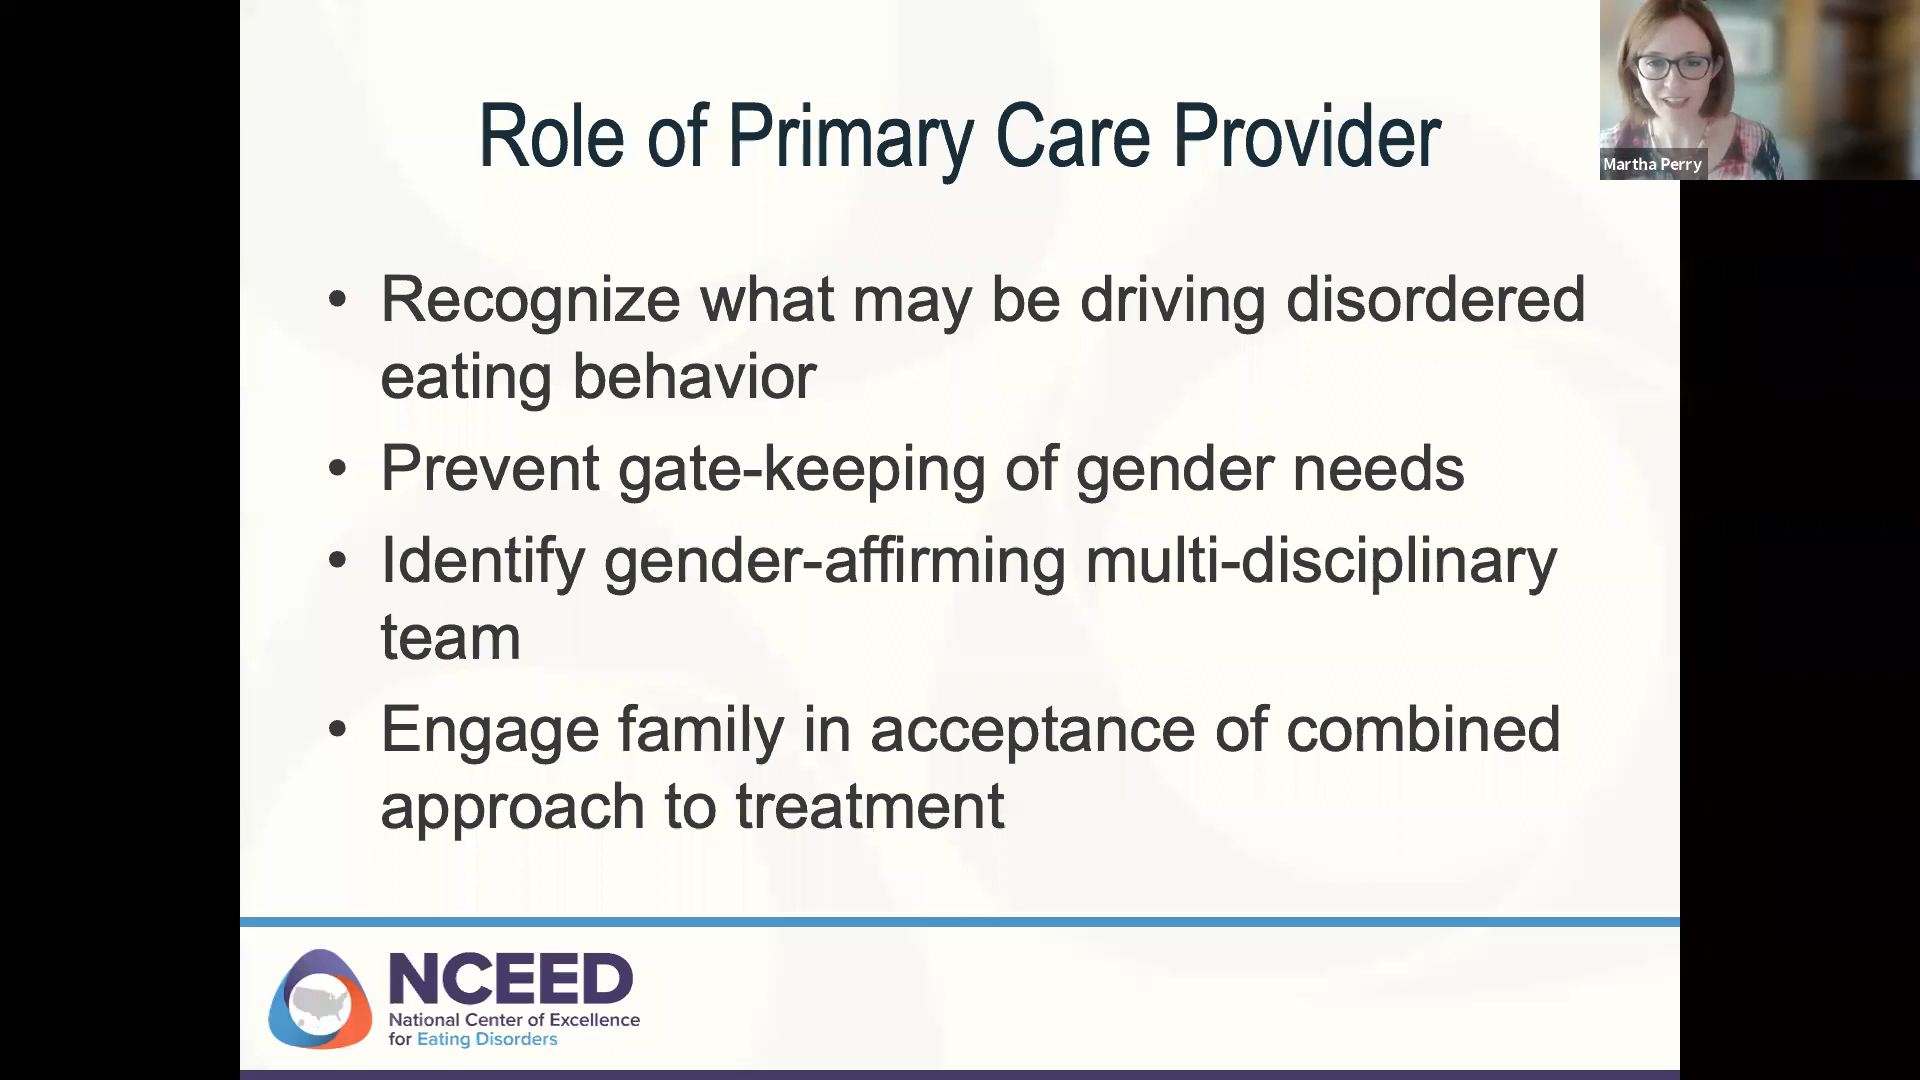 Role of Primary Care Provider
Martha Perry
• Recognize what may be driving disordered
eating behavior
• Prevent gate-keeping of gender needs
• Identify gender-affirming multi-disciplinary
team
• Engage family in acceptance of combined
approach to treatment
NCEED
National Center of Excellence
for Eating Disorders